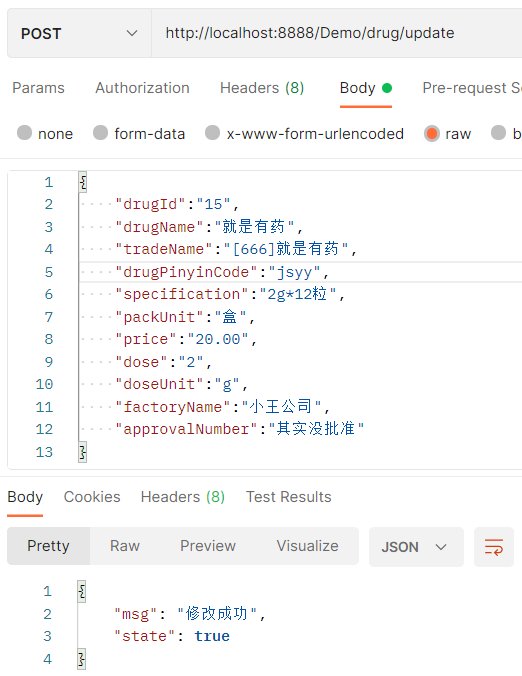 POST http://localhost:8888/Demo/drug/update
Params Authorization Headers (8) Body Pre-request
none form-data x-www-form-urlencoded raw
1 {
2 "drugId":"15",
3 "drugName":"就是有药",
4 "tradeName":"[666]就是有药",
5 "drugPinyinCode":"jsyy",
6 "specification":"2g*12粒",
7 "packUnit":"盒",
8 "price":"20.00",
9 "dose":"2",
10 "doseUnit":"g",
11 "factoryName":"小王公司",
12 "approvalNumber":"其实没批准"
13 }
Body Cookies Headers (8) Test Results
Pretty Raw Preview Visualize JSON
1 {
2 "msg": "修改成功",
3 "state": true
4 }